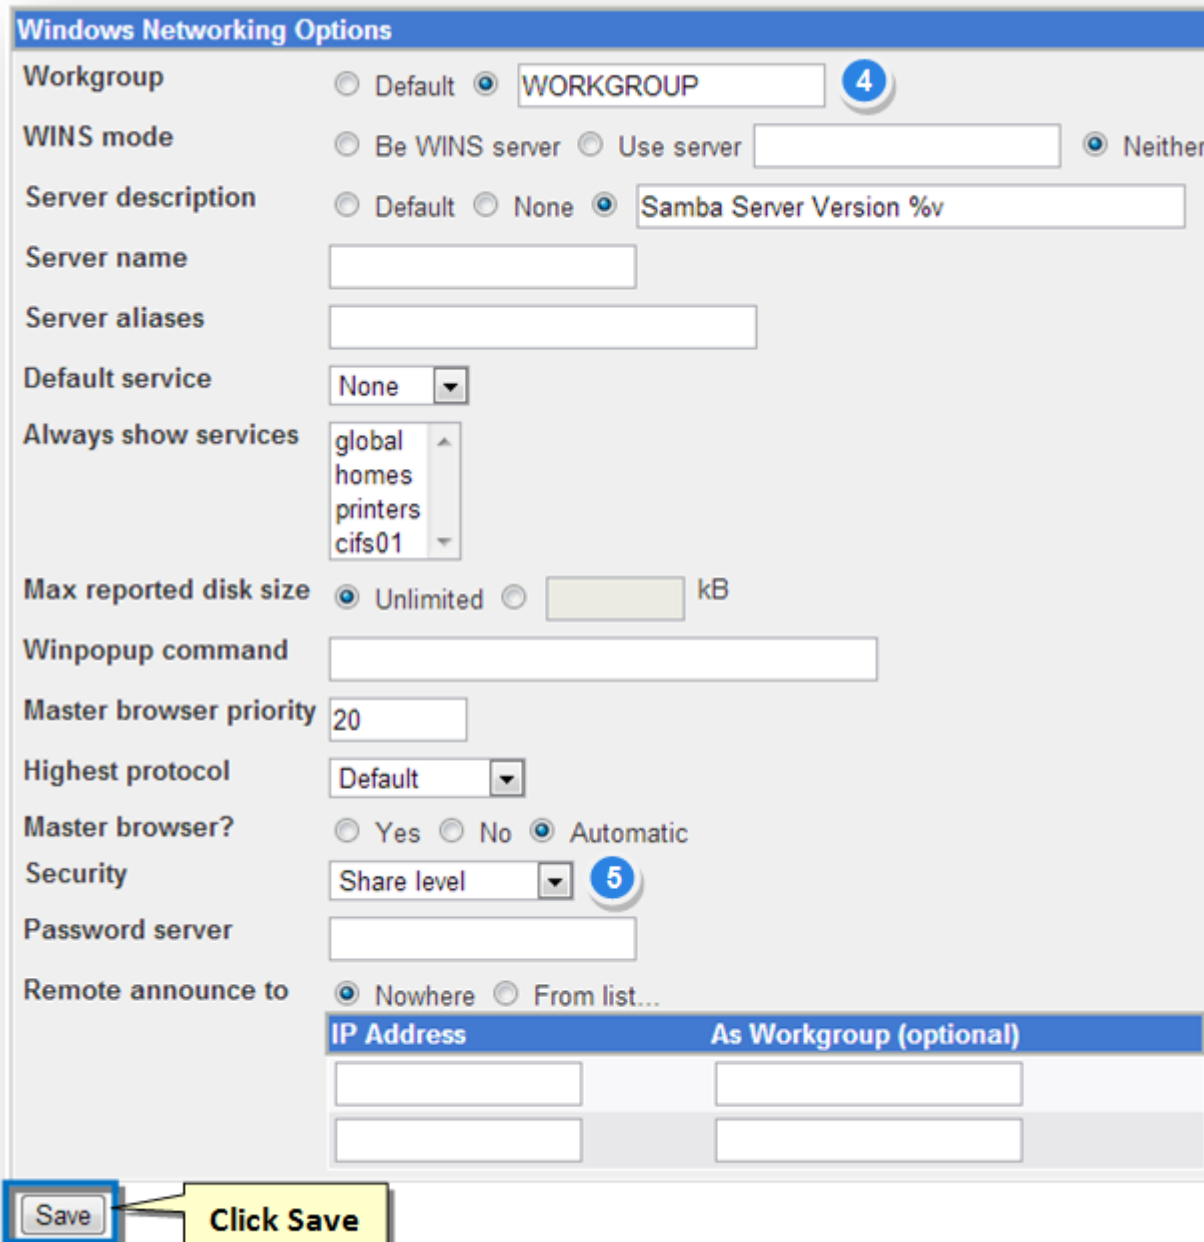 Windows Networking Options
Workgroup Default WORKGROUP 4
WINS mode Be WINS server Use server Neither
Server description Default None Samba Server Version %v
Server name
Server aliases
Default service None
Always show services global
homes
printers
cifs01
Max reported disk size Unlimited kB
Winpopup command
Master browser priority 20
Highest protocol Default
Master browser? Yes No Automatic
Security Share level 5
Password server
Remote announce to Nowhere From list...
IP Address As Workgroup (optional)
Save Click Save